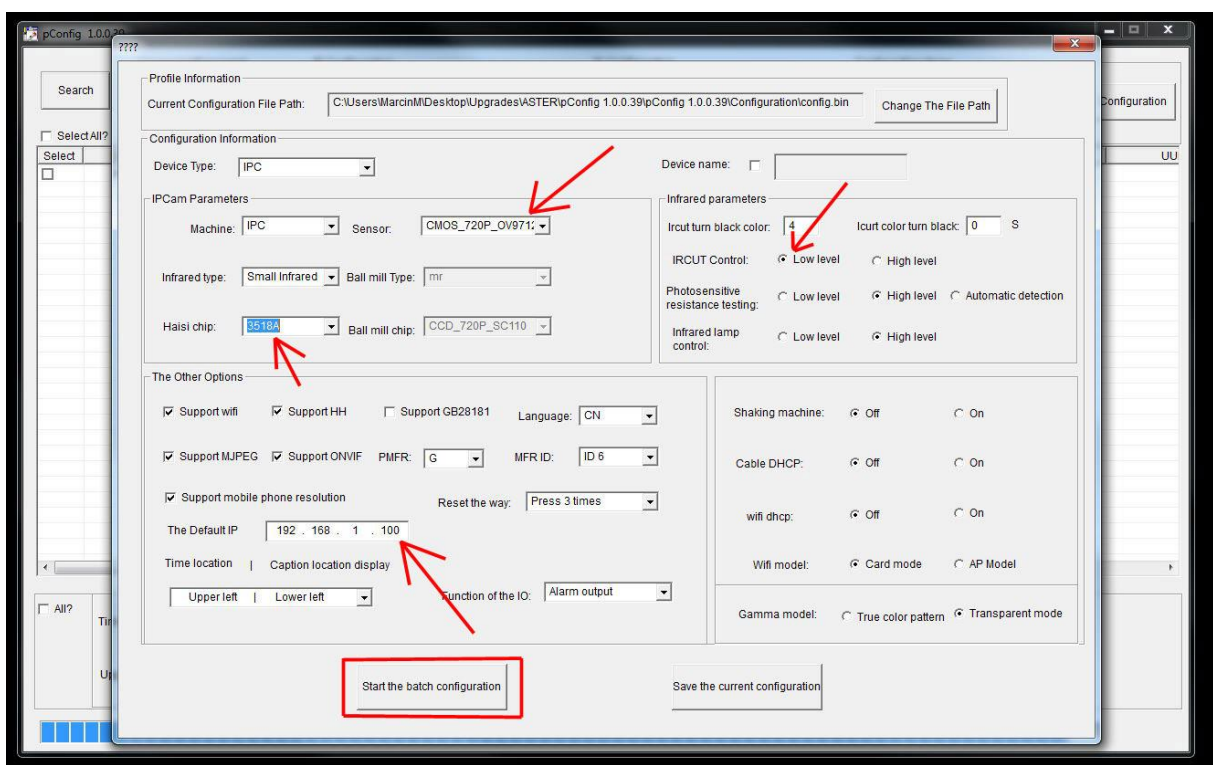 pConfig 1.0.0.39
????
Search
Configuration
Select All?
Select
UU
Profile Information
Current Configuration File Path: C:\Users\MarcinM\Desktop\Upgrades\ASTER\pConfig 1.0.0.39\pConfig 1.0.0.39\Configuration\config.bin Change The File Path
Configuration Information
Device Type: IPC
Device name:
IPCam Parameters
Machine: IPC Sensor: CMOS_720P_OV9712
Infrared type: Small Infrared Ball mill Type: mr
Haisi chip: 3518A Ball mill chip: CCD_720P_SC110
Infrared parameters
Ircut turn black color: 4 Icurt color turn black: 0 S
IRCUT Control: Low level High level
Photosensitive
resistance testing: Low level High level Automatic detection
Infrared lamp
control: Low level High level
The Other Options
Support wifi Support HH Support GB28181 Language: CN
Support MJPEG Support ONVIF PMFR: G MFR ID: ID 6
Support mobile phone resolution Reset the way: Press 3 times
The Default IP 192 . 168 . 1 . 100
Time location | Caption location display
Upper left | Lower left Function of the IO: Alarm output
Shaking machine: Off On
Cable DHCP: Off On
wifi dhcp: Off On
Wifi model: Card mode AP Model
Gamma model: True color pattern Transparent mode
All?
Start the batch configuration Save the current configuration